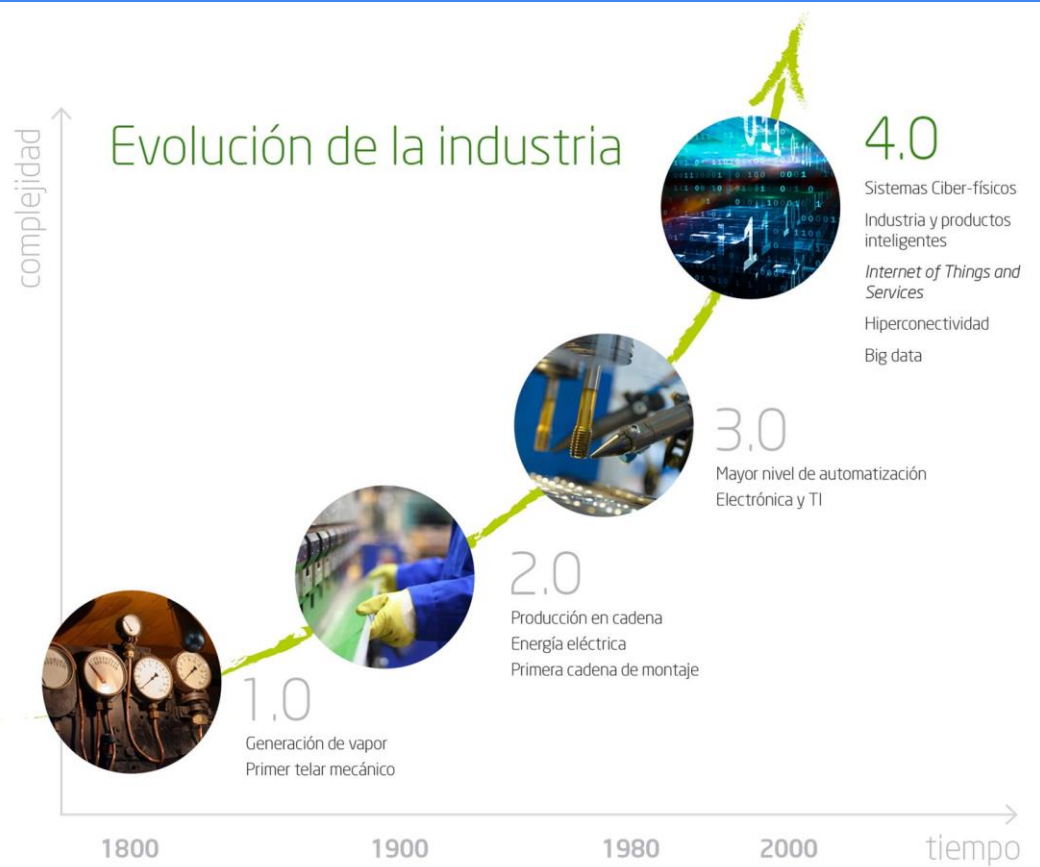 complejidad
Evolución de la industria
4.0
Sistemas Ciber-físicos
Industria y productos
inteligentes
Internet of Things and
Services
Hiperconectividad
Big data
3.0
Mayor nivel de automatización
Electrónica y TI
2.0
Producción en cadena
Energía eléctrica
Primera cadena de montaje
1.0
Generación de vapor
Primer telar mecánico
1800
1900
1980
2000
tiempo